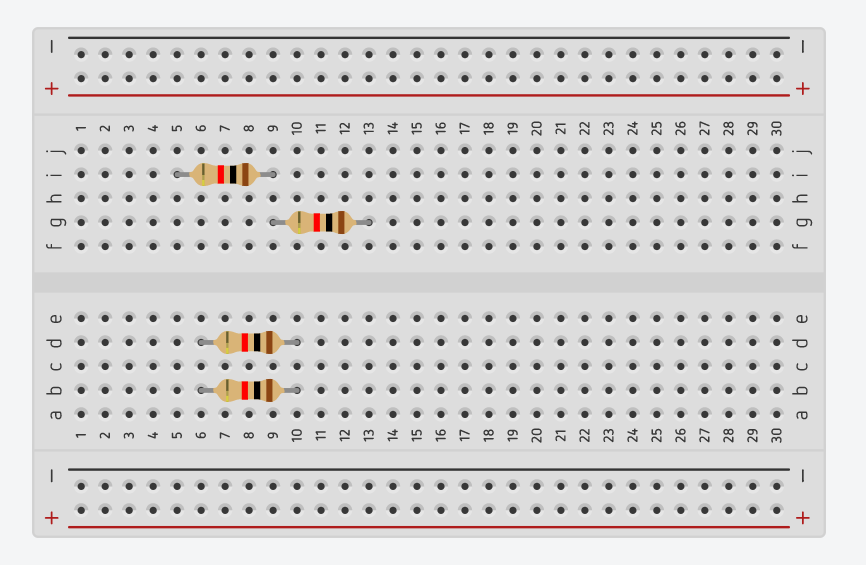 − −
+ +
1 2 3 4 5 6 7 8 9 10 11 12 13 14 15 16 17 18 19 20 21 22 23 24 25 26 27 28 29 30
j j
i i
h h
g g
f f
e e
d d
c c
b b
a a
1 2 3 4 5 6 7 8 9 10 11 12 13 14 15 16 17 18 19 20 21 22 23 24 25 26 27 28 29 30
− −
+ +